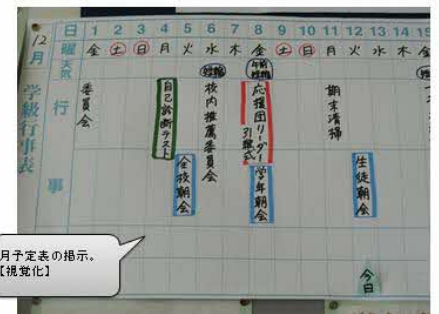 12月
日 1 2 3 4 5 6 7 8 9 10 11 12 13 14 15
曜 金 土 日 月 火 水 木 金 土 日 月 火 水 木 金
天気
学級行事表
行事
委員会
自己診断テスト
全校朝会
短縮
校内推薦委員会
応援団リーダー
引継式
学年朝会
期末清掃
生徒朝会
今日
月予定表の掲示。
【視覚化】